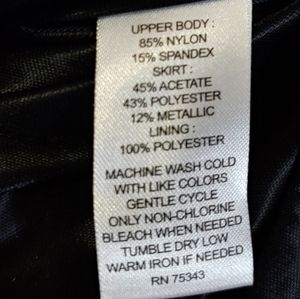 UPPER BODY :
85% NYLON
15% SPANDEX
SKIRT :
45% ACETATE
43% POLYESTER
12% METALLIC
LINING :
100% POLYESTER
MACHINE WASH COLD
WITH LIKE COLORS
GENTLE CYCLE
ONLY NON-CHLORINE
BLEACH WHEN NEEDED
TUMBLE DRY LOW
WARM IRON IF NEEDED
RN 75343